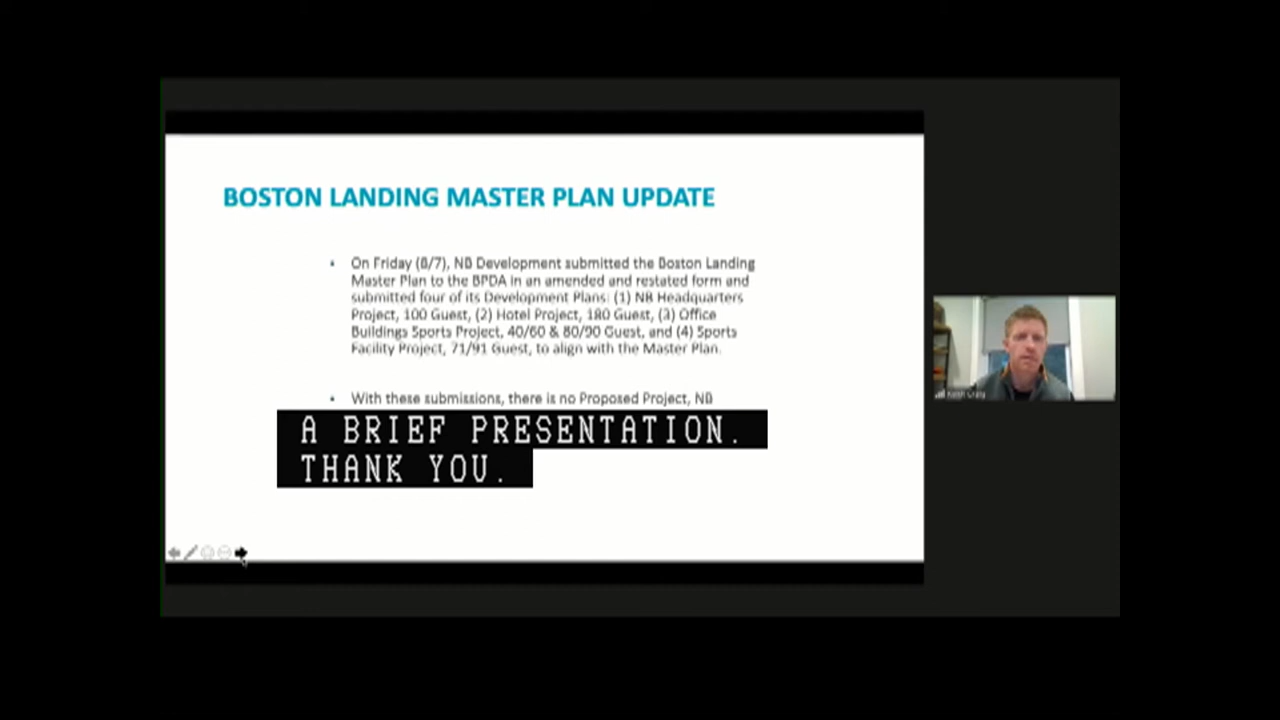 BOSTON LANDING MASTER PLAN UPDATE
• On Friday (8/7), NB Development submitted the Boston Landing
Master Plan to the BPDA in an amended and restated form and
submitted four of its Development Plans: (1) NB Headquarters
Project, 100 Guest, (2) Hotel Project, 180 Guest, (3) Office
Buildings Sports Project, 40/60 & 80/90 Guest, and (4) Sports
Facility Project, 71/91 Guest, to align with the Master Plan.
• With these submissions, there is no Proposed Project, NB
A BRIEF PRESENTATION.
THANK YOU.
Keith Craig